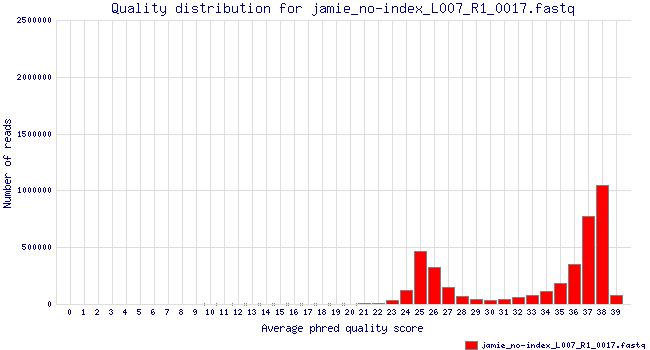 Quality distribution for jamie_no-index_L007_R1_0017.fastq
2500000
2000000
1500000
1000000
500000
0
Number of reads
0 1 2 3 4 5 6 7 8 9 10 11 12 13 14 15 16 17 18 19 20 21 22 23 24 25 26 27 28 29 30 31 32 33 34 35 36 37 38 39
Average phred quality score
jamie_no-index_L007_R1_0017.fastq